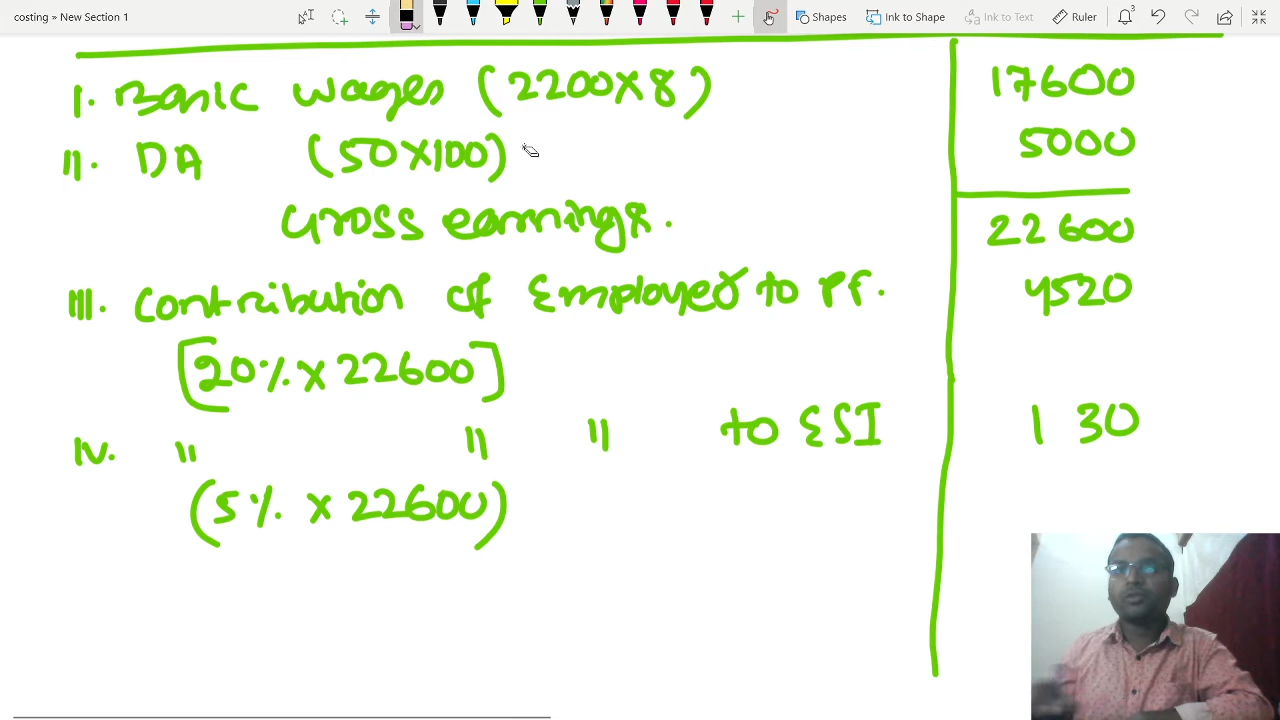 costing » New Section 1
Shapes
Ink to Shape
Ink to Text
Ruler
I. Basic wages (2200×8) 17600
II. DA (50×100) 5000
Gross earnings. 22600
III. Contribution of Employer to Pf. 4520
[20% × 22600]
IV. " " " to ESI 1 30
(5% × 22600)